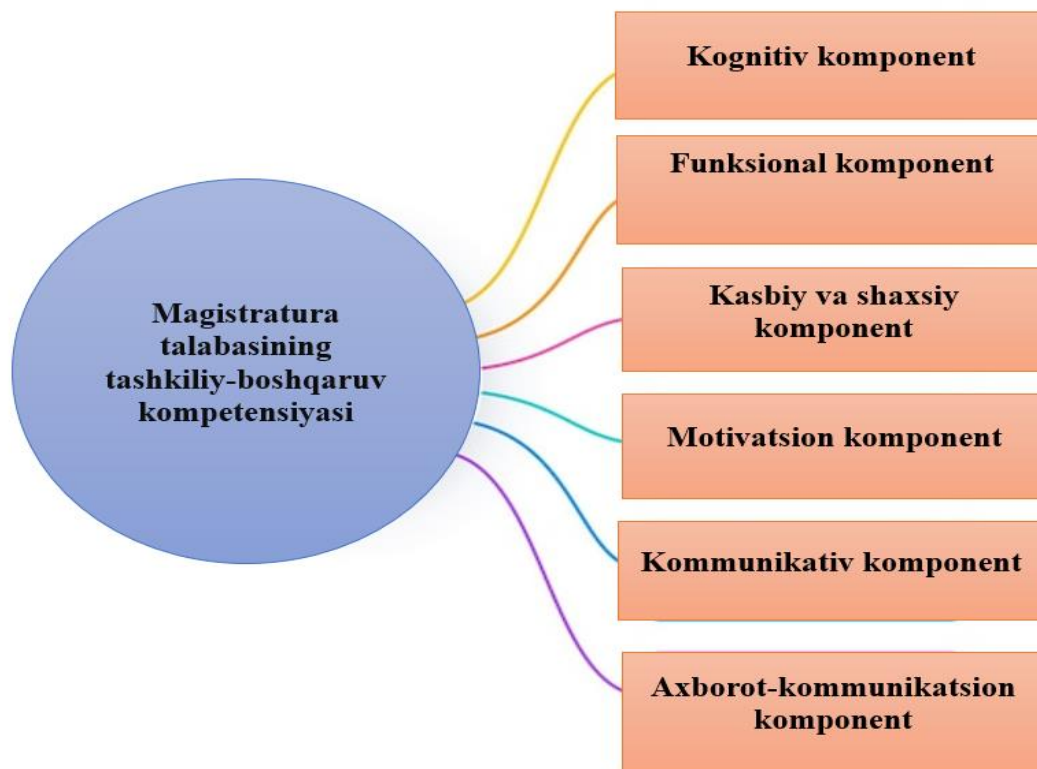 Magistratura
talabasining
tashkiliy-boshqaruv
kompetensiyasi
Kognitiv komponent
Funksional komponent
Kasbiy va shaxsiy
komponent
Motivatsion komponent
Kommunikativ komponent
Axborot-kommunikatsion
komponent